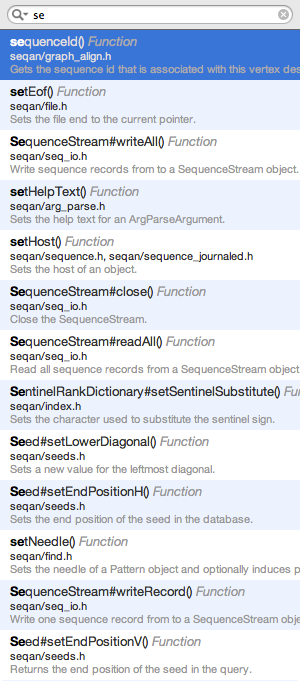 se
sequenceId() Function
seqan/graph_align.h
Gets the sequence id that is associated with this vertex des
setEof() Function
seqan/file.h
Sets the file end to the current pointer.
SequenceStream#writeAll() Function
seqan/seq_io.h
Write sequence records from to a SequenceStream object.
setHelpText() Function
seqan/arg_parse.h
Sets the help text for an ArgParseArgument.
setHost() Function
seqan/sequence.h, seqan/sequence_journaled.h
Sets the host of an object.
SequenceStream#close() Function
seqan/seq_io.h
Close the SequenceStream.
SequenceStream#readAll() Function
seqan/seq_io.h
Read all sequence records from a SequenceStream object.
SentinelRankDictionary#setSentinelSubstitute() Function
seqan/index.h
Sets the character used to substitute the sentinel sign.
Seed#setLowerDiagonal() Function
seqan/seeds.h
Sets a new value for the leftmost diagonal.
Seed#setEndPositionH() Function
seqan/seeds.h
Sets the end position of the seed in the database.
setNeedle() Function
seqan/find.h
Sets the needle of a Pattern object and optionally induces p
SequenceStream#writeRecord() Function
seqan/seq_io.h
Write one sequence record from to a SequenceStream obje
Seed#setEndPositionV() Function
seqan/seeds.h
Returns the end position of the seed in the query.